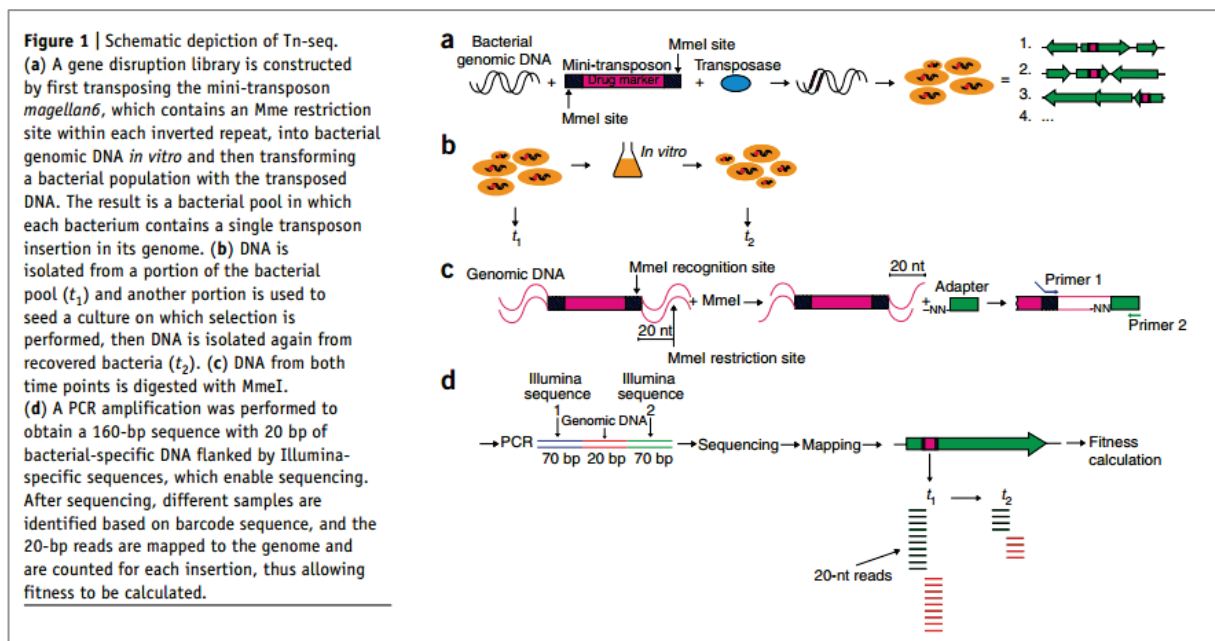 Figure 1 | Schematic depiction of Tn-seq.
(a) A gene disruption library is constructed
by first transposing the mini-transposon
magellan6, which contains an Mme restriction
site within each inverted repeat, into bacterial
genomic DNA in vitro and then transforming
a bacterial population with the transposed
DNA. The result is a bacterial pool in which
each bacterium contains a single transposon
insertion in its genome. (b) DNA is
isolated from a portion of the bacterial
pool (t1) and another portion is used to
seed a culture on which selection is
performed, then DNA is isolated again from
recovered bacteria (t2). (c) DNA from both
time points is digested with MmeI.
(d) A PCR amplification was performed to
obtain a 160-bp sequence with 20 bp of
bacterial-specific DNA flanked by Illumina-
specific sequences, which enable sequencing.
After sequencing, different samples are
identified based on barcode sequence, and the
20-bp reads are mapped to the genome and
are counted for each insertion, thus allowing
fitness to be calculated.
a
Bacterial
genomic DNA
+
Mini-transposon
Drug marker
MmeI site
MmeI site
+
Transposase
=
1.
2.
3.
4. ...
b
In vitro
t1
t2
c
Genomic DNA
MmeI recognition site
+ MmeI
20 nt
MmeI restriction site
20 nt
+
Adapter
-NN-
Primer 1
-NN
Primer 2
d
PCR
Illumina
sequence
1
Genomic DNA
Illumina
sequence
2
70 bp 20 bp 70 bp
Sequencing
Mapping
Fitness
calculation
t1
t2
20-nt reads